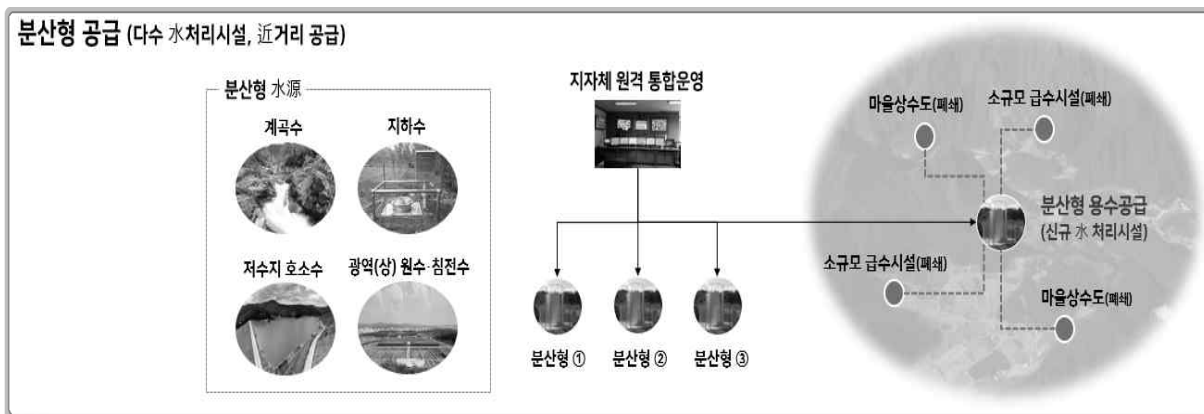 분산형 공급 (다수 水처리시설, 近거리 공급)
분산형 水源
계곡수
지하수
저수지 호소수
광역(상) 원수·침전수
지자체 원격 통합운영
분산형 ①
분산형 ②
분산형 ③
마을상수도(폐쇄)
소규모 급수시설(폐쇄)
분산형 용수공급
(신규 水 처리시설)
소규모 급수시설(폐쇄)
마을상수도(폐쇄)